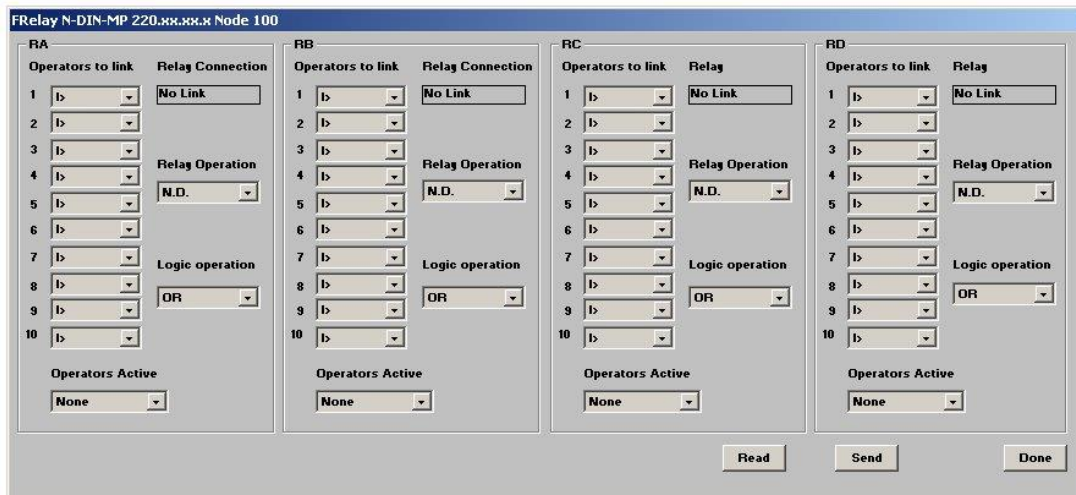 FRelay N-DIN-MP 220.xx.xx.x Node 100
RA
Operators to link Relay Connection
1 I> No Link
2 I>
3 I>
Relay Operation
4 I> N.D.
5 I>
6 I>
7 I> Logic operation
8 I> OR
9 I>
10 I>
Operators Active
None
RB
Operators to link Relay Connection
1 I> No Link
2 I>
3 I>
Relay Operation
4 I> N.D.
5 I>
6 I>
7 I> Logic operation
8 I> OR
9 I>
10 I>
Operators Active
None
RC
Operators to link Relay
1 I> No Link
2 I>
3 I>
Relay Operation
4 I> N.D.
5 I>
6 I>
7 I> Logic operation
8 I> OR
9 I>
10 I>
Operators Active
None
RD
Operators to link Relay
1 I> No Link
2 I>
3 I>
Relay Operation
4 I> N.D.
5 I>
6 I>
7 I> Logic operation
8 I> OR
9 I>
10 I>
Operators Active
None
Read Send Done